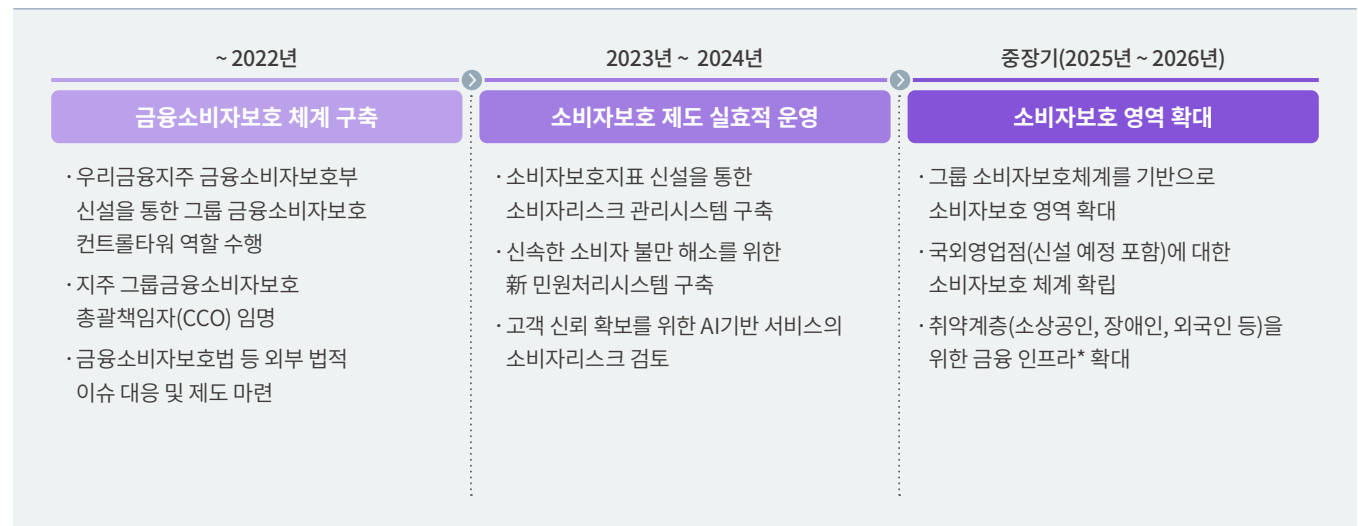 ~ 2022년
금융소비자보호 체계 구축
· 우리금융지주 금융소비자보호부
신설을 통한 그룹 금융소비자보호
컨트롤타워 역할 수행
· 지주 그룹금융소비자보호
총괄책임자(CCO) 임명
· 금융소비자보호법 등 외부 법적
이슈 대응 및 제도 마련
2023년 ~ 2024년
소비자보호 제도 실효적 운영
· 소비자보호지표 신설을 통한
소비자리스크 관리시스템 구축
· 신속한 소비자 불만 해소를 위한
新 민원처리시스템 구축
· 고객 신뢰 확보를 위한 AI기반 서비스의
소비자리스크 검토
중장기(2025년 ~ 2026년)
소비자보호 영역 확대
· 그룹 소비자보호체계를 기반으로
소비자보호 영역 확대
· 국외영업점(신설 예정 포함)에 대한
소비자보호 체계 확립
· 취약계층(소상공인, 장애인, 외국인 등)을
위한 금융 인프라* 확대